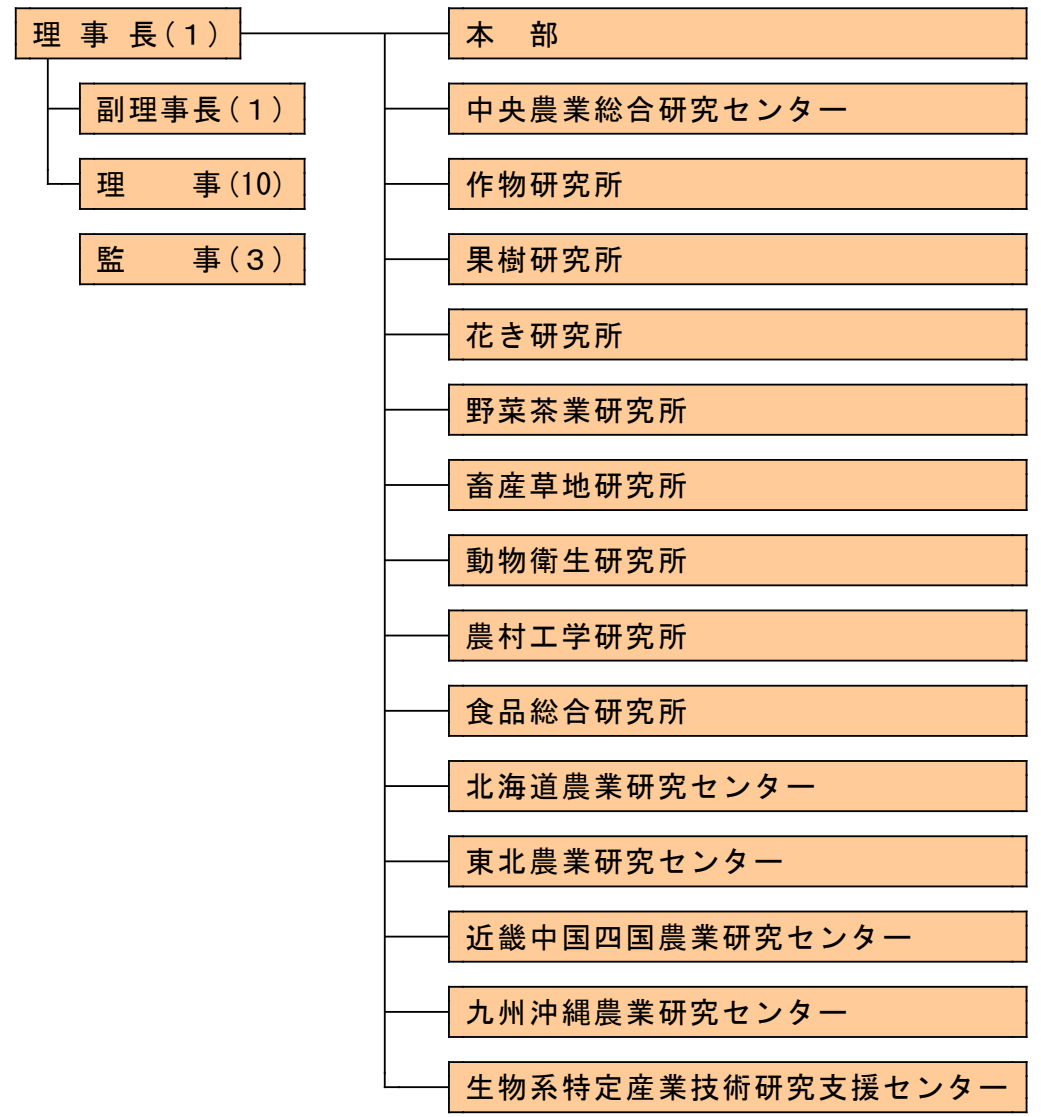 理 事 長(1)
副理事長(1)
理　　事(10)
監　　事(3)
本　部
中央農業総合研究センター
作物研究所
果樹研究所
花き研究所
野菜茶業研究所
畜産草地研究所
動物衛生研究所
農村工学研究所
食品総合研究所
北海道農業研究センター
東北農業研究センター
近畿中国四国農業研究センター
九州沖縄農業研究センター
生物系特定産業技術研究支援センター